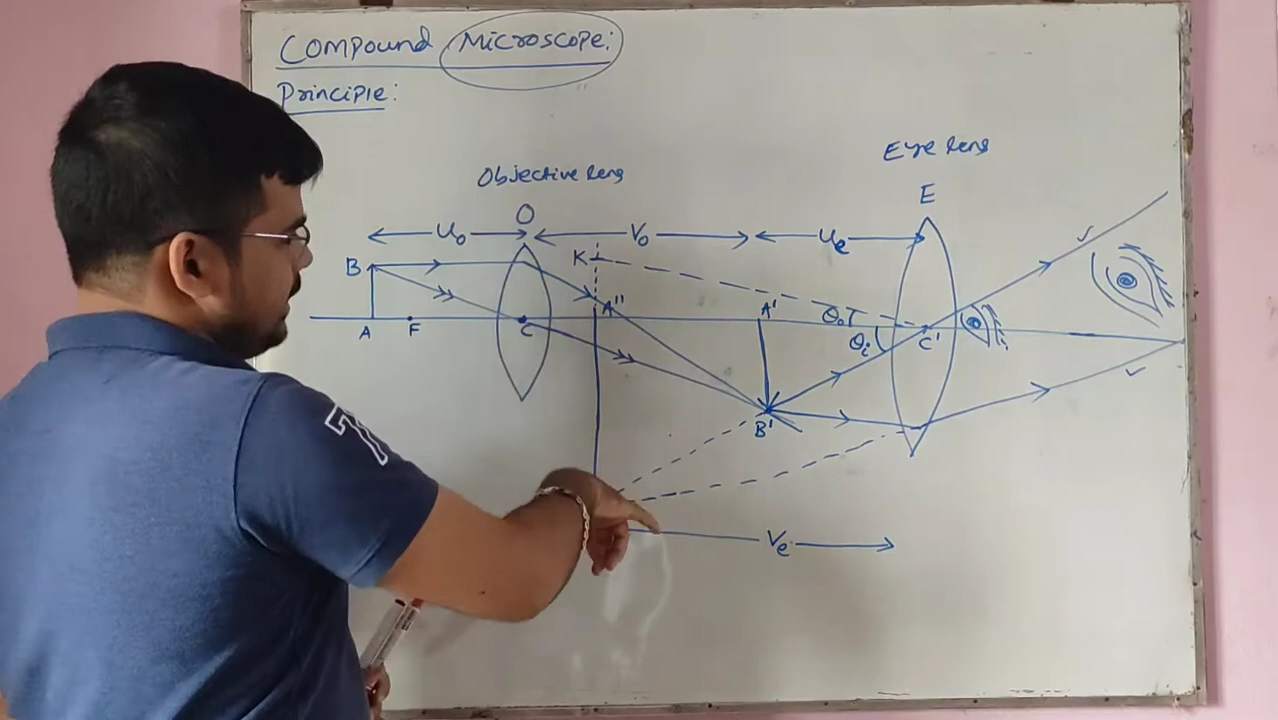 Compound Microscope:
Principle:
Eye lens
Objective lens
E
O
u₀ V₀ uₑ
K
B
A" A' θ₀
A F C θᵢ C'
B'
Vₑ
T